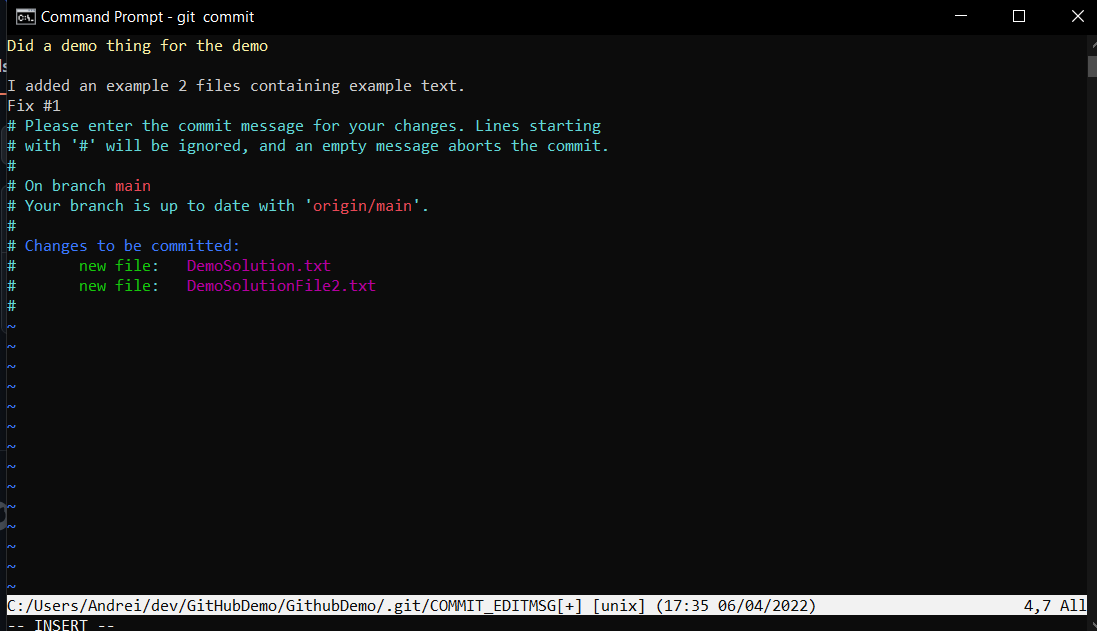 Command Prompt - git  commit
Did a demo thing for the demo
I added an example 2 files containing example text.
Fix #1
# Please enter the commit message for your changes. Lines starting
# with '#' will be ignored, and an empty message aborts the commit.
#
# On branch main
# Your branch is up to date with 'origin/main'.
#
# Changes to be committed:
#       new file:   DemoSolution.txt
#       new file:   DemoSolutionFile2.txt
#
~
~
~
~
~
~
~
~
~
~
~
~
~
~
C:/Users/Andrei/dev/GitHubDemo/GithubDemo/.git/COMMIT_EDITMSG[+] [unix] (17:35 06/04/2022) 4,7 All
-- INSERT --